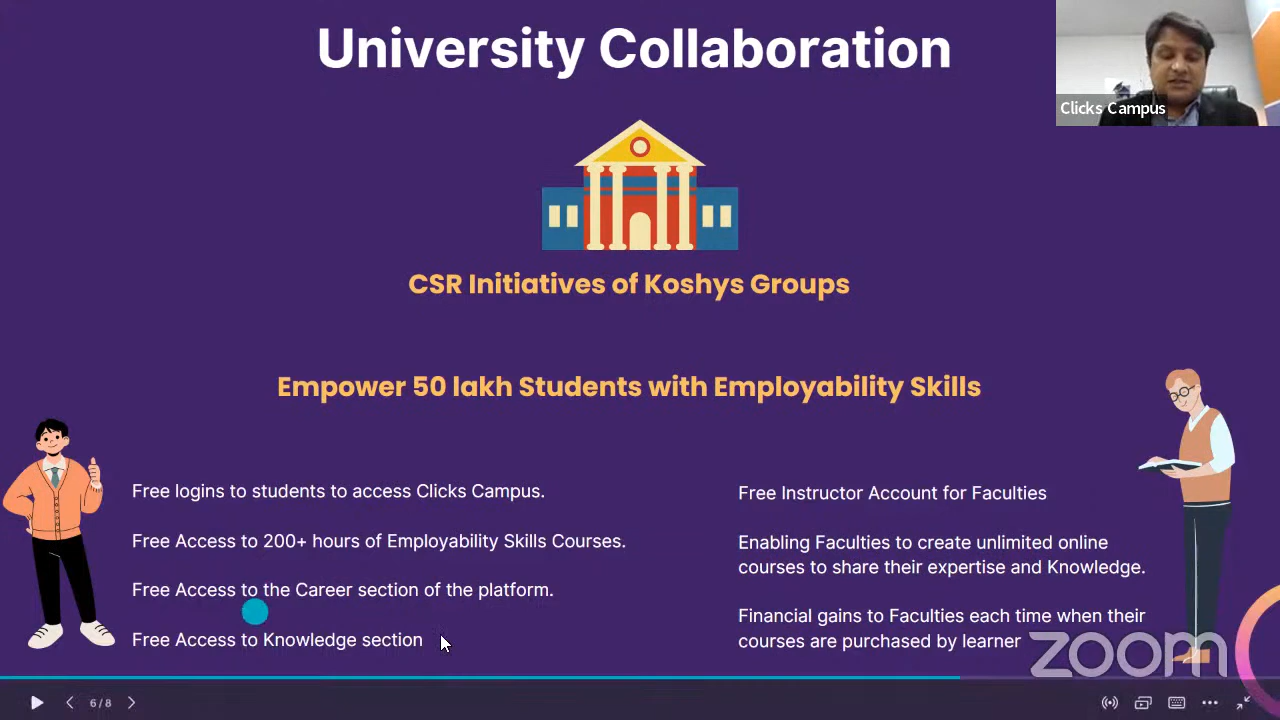 University Collaboration
Clicks Campus
CSR Initiatives of Koshys Groups
Empower 50 lakh Students with Employability Skills
Free logins to students to access Clicks Campus.
Free Access to 200+ hours of Employability Skills Courses.
Free Access to the Career section of the platform.
Free Access to Knowledge section
Free Instructor Account for Faculties
Enabling Faculties to create unlimited online
courses to share their expertise and Knowledge.
Financial gains to Faculties each time when their
courses are purchased by learner
zoom
6/8